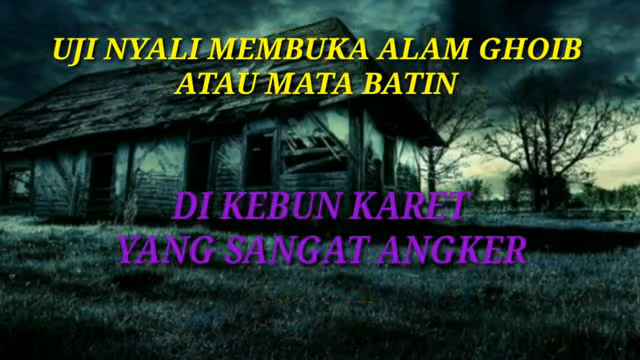 UJI NYALI MEMBUKA ALAM GHOIB
ATAU MATA BATIN
DI KEBUN KARET
YANG SANGAT ANGKER